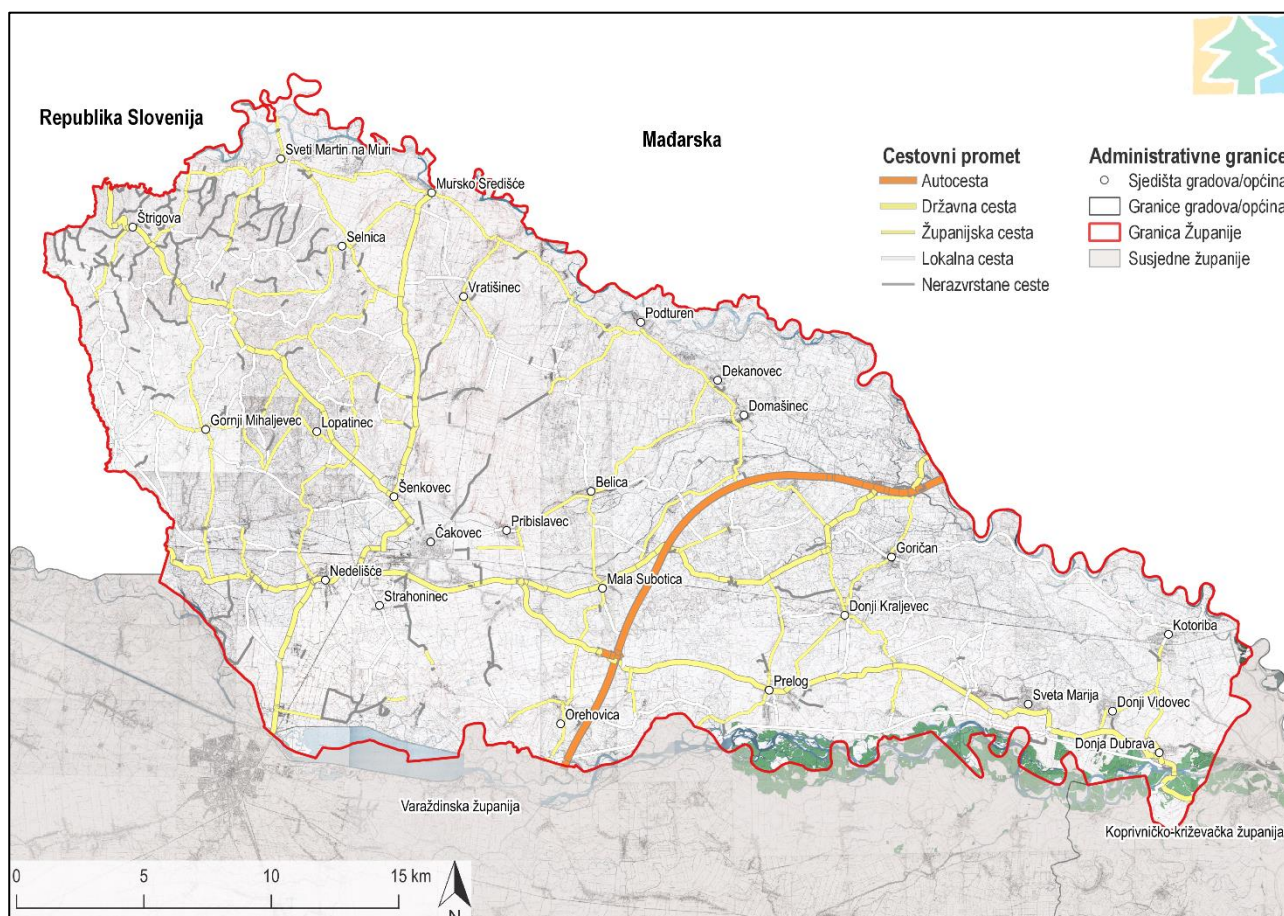 Republika Slovenija
Mađarska
Cestovni promet
Autocesta
Državna cesta
Županijska cesta
Lokalna cesta
Nerazvrstane ceste
Administrativne granice
Sjedišta gradova/općina
Granice gradova/općina
Granica Županije
Susjedne županije
Sveti Martin na Muri
Mursko Središće
Štrigova
Selnica
Vratišinec
Podturen
Dekanovec
Domašinec
Gornji Mihaljevec
Lopatinec
Šenkovec
Belica
Pribislavec
Čakovec
Goričan
Nedelišće
Mala Subotica
Strahoninec
Donji Kraljevec
Kotoriba
Prelog
Sveta Marija
Donji Vidovec
Orehovica
Donja Dubrava
Varaždinska županija
Koprivničko-križevačka županija
0 5 10 15 km
N